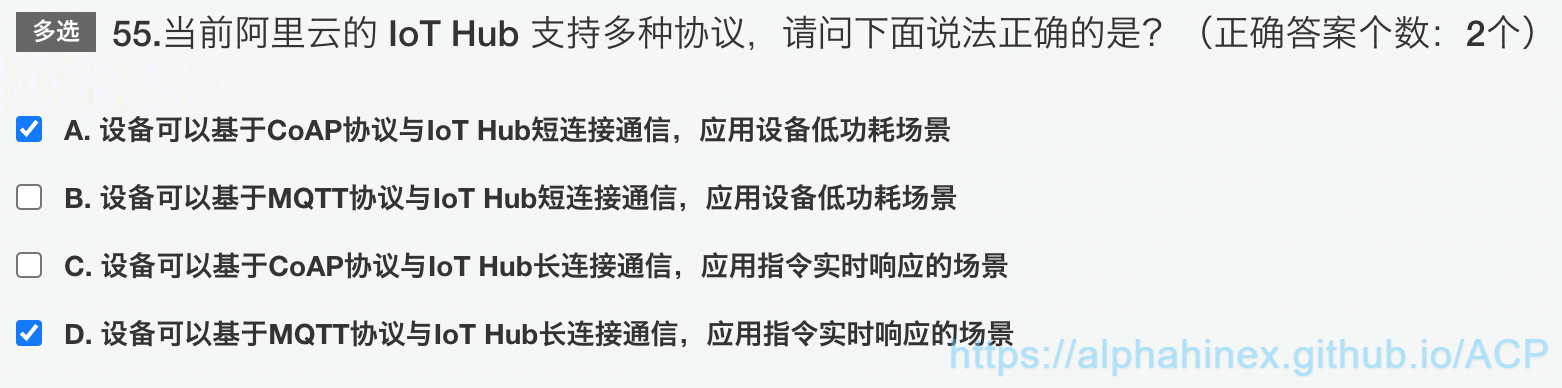 多选 55.当前阿里云的 IoT Hub 支持多种协议，请问下面说法正确的是？（正确答案个数：2个）
A. 设备可以基于CoAP协议与IoT Hub短连接通信，应用设备低功耗场景
B. 设备可以基于MQTT协议与IoT Hub短连接通信，应用设备低功耗场景
C. 设备可以基于CoAP协议与IoT Hub长连接通信，应用指令实时响应的场景
D. 设备可以基于MQTT协议与IoT Hub长连接通信，应用指令实时响应的场景
https://alphahinex.github.io/ACP